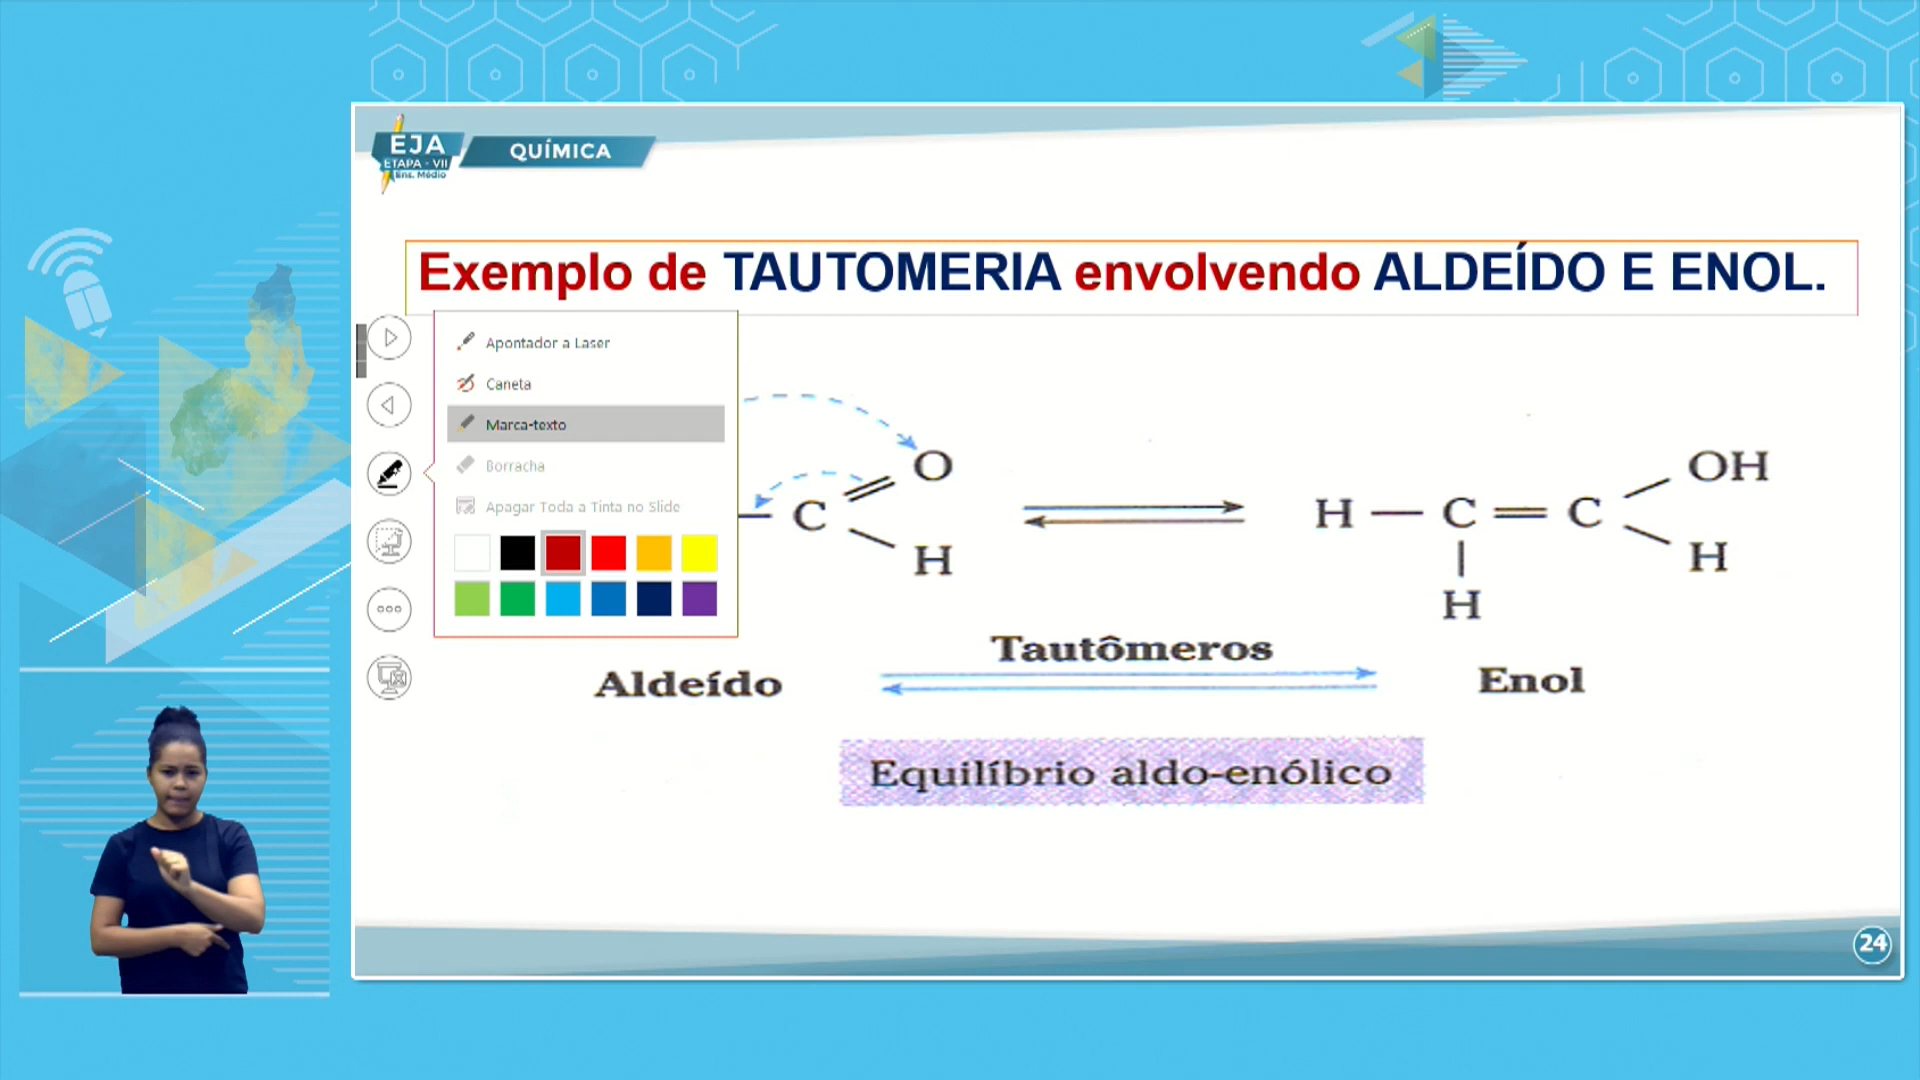 EJA
ETAPA - VII
Ens. Médio
QUÍMICA
Exemplo de TAUTOMERIA envolvendo ALDEÍDO E ENOL.
Apontador a Laser
Caneta
Marca-texto
Borracha
Apagar Toda a Tinta no Slide
O
— C
H
H — C = C
OH
H
H
Tautômeros
Aldeído
Enol
Equilíbrio aldo-enólico
24